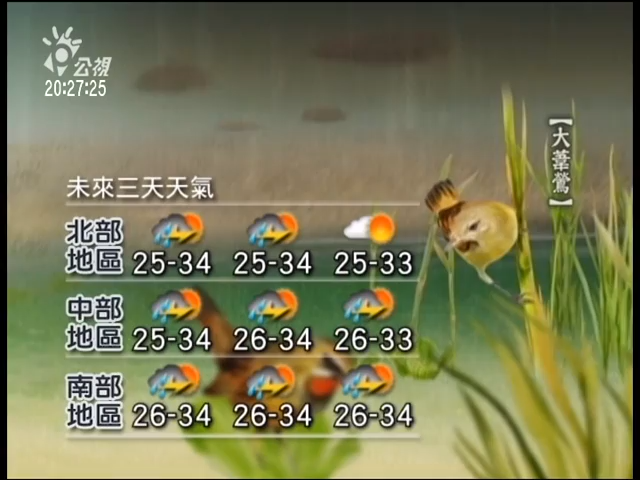 公視
20:27:25
【大葦鶯】
未來三天天氣
北部地區 25-34 25-34 25-33
中部地區 25-34 26-34 26-33
南部地區 26-34 26-34 26-34